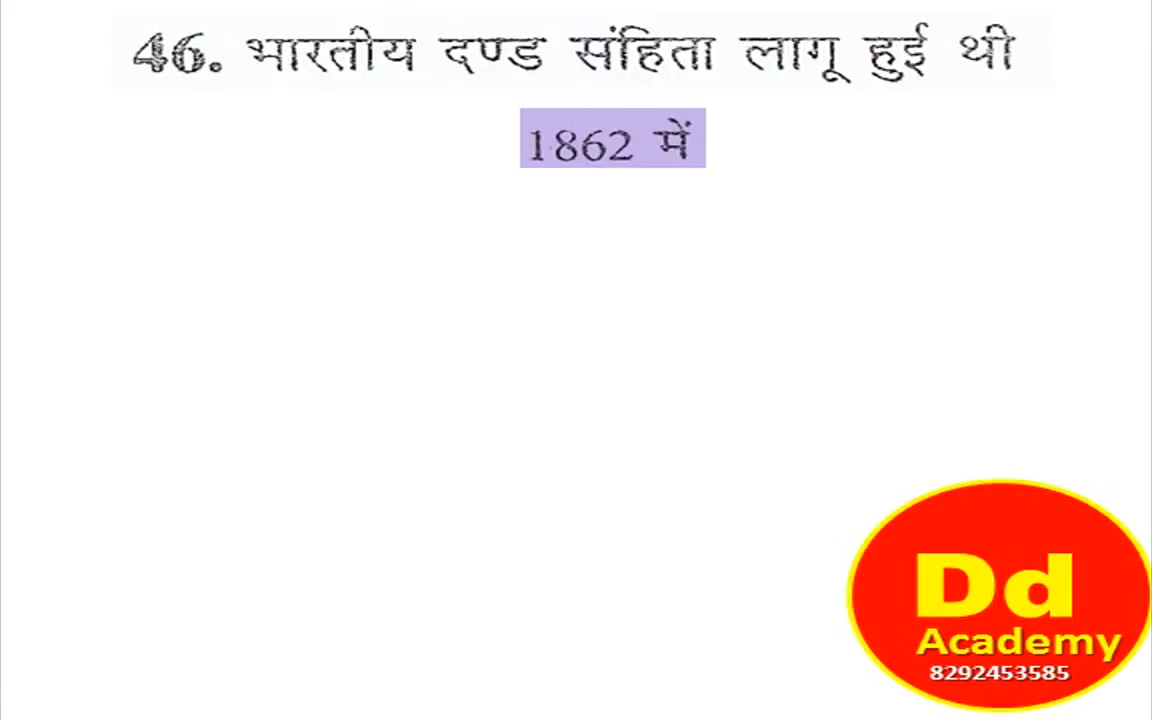 46. भारतीय दण्ड संहिता लागू हुई थी
1862 में
Dd
Academy
8292453585